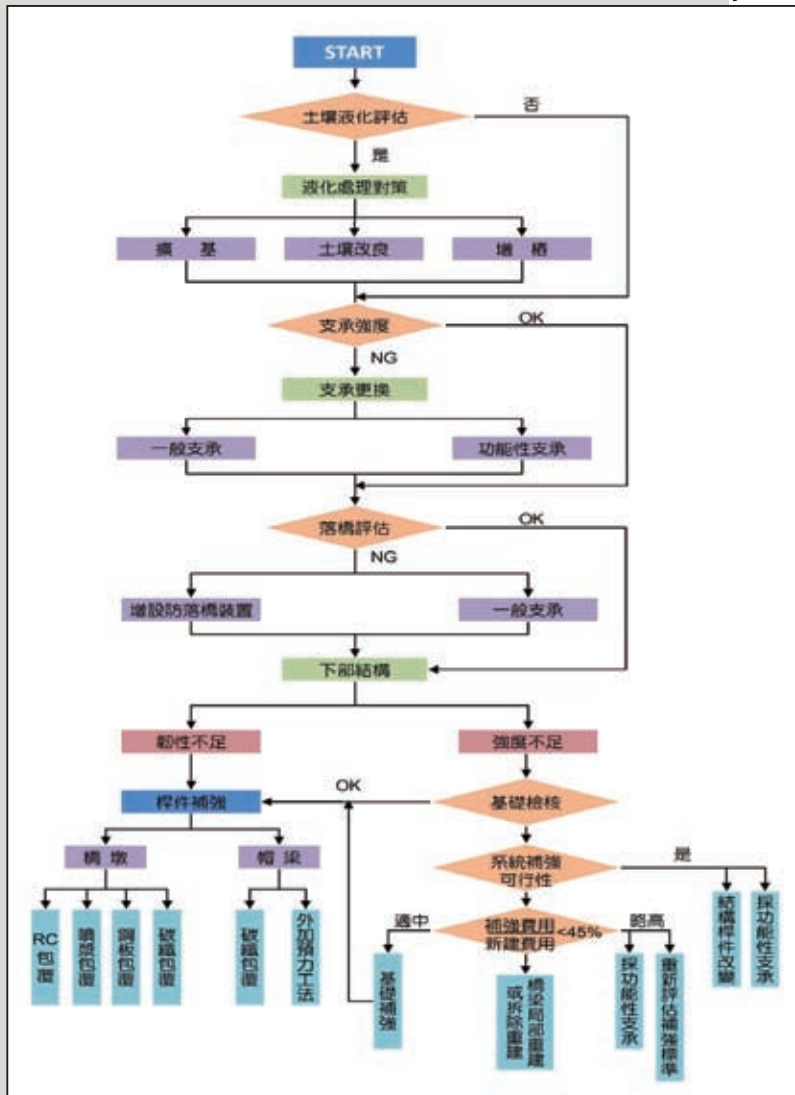 START
土壤液化評估
否
是
液化處理對策
擴 基
土壤改良
增 樁
支承強度
OK
NG
支承更換
一般支承
功能性支承
落橋評估
OK
NG
增設防落橋裝置
一般支承
下部結構
韌性不足
強度不足
OK
桿件補強
基礎檢核
橋 墩
帽 梁
系統補強
可行性
是
RC包覆
噴漿包覆
鋼板包覆
碳纖包覆
碳纖包覆
外加預力工法
適中
補強費用
新建費用
<45%
略高
結構桿件改變
採功能性支承
基礎補強
橋梁局部重建
或拆除重建
採功能性支承
重新評估補強標準